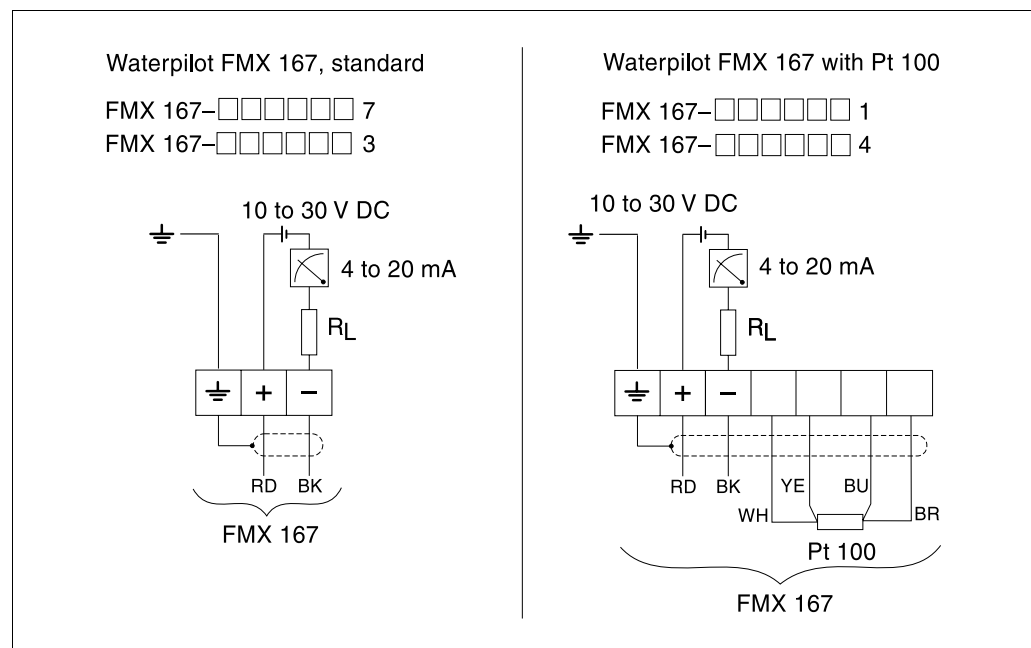 Waterpilot FMX 167, standard
FMX 167–□□□□□□ 7
FMX 167–□□□□□□ 3
10 to 30 V DC
4 to 20 mA
RL
+ –
RD BK
FMX 167
Waterpilot FMX 167 with Pt 100
FMX 167–□□□□□□ 1
FMX 167–□□□□□□ 4
10 to 30 V DC
4 to 20 mA
RL
+ –
RD BK YE BU
WH BR
Pt 100
FMX 167